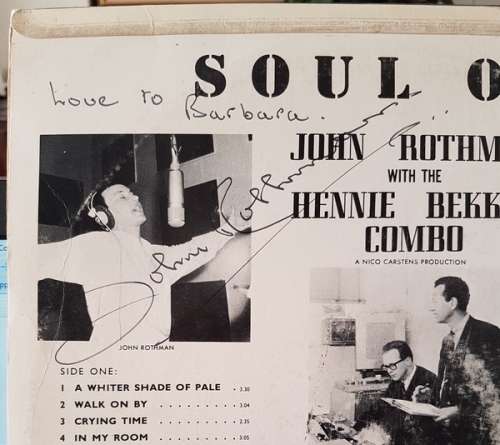 SOUL O
Love to Barbara.
John Rothman
JOHN ROTHM
WITH THE
HENNIE BEKK
COMBO
A NICO CARSTENS PRODUCTION
JOHN ROTHMAN
SIDE ONE:
1 A WHITER SHADE OF PALE . 3.30
2 WALK ON BY . . . . . . . . 3.04
3 CRYING TIME . . . . . . . 2.35
4 IN MY ROOM . . . . . . . 3.05